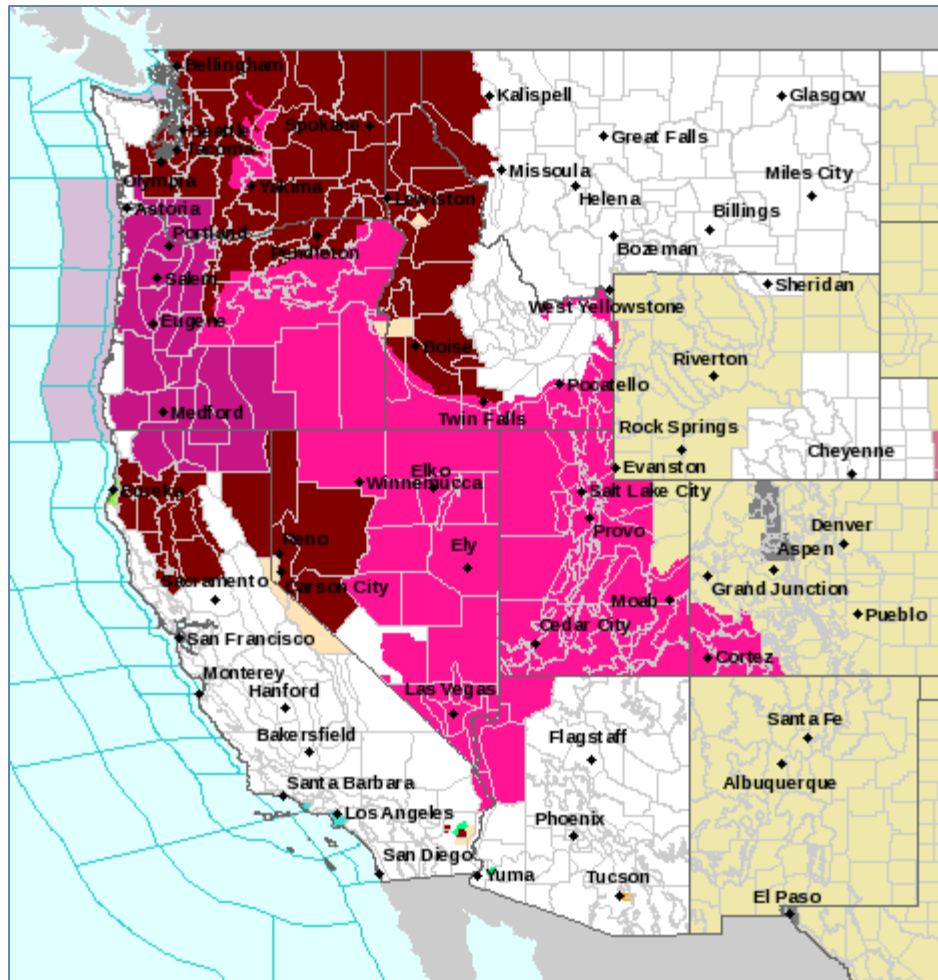 Bellingham
Kalispell
Glasgow
Seattle
Spokane
Great Falls
Tacoma
Missoula
Miles City
Olympia
Yakima
Lewiston
Helena
Astoria
Billings
Portland
Pendleton
Bozeman
Salem
Sheridan
West Yellowstone
Eugene
Boise
Riverton
Pocatello
Medford
Twin Falls
Rock Springs
Cheyenne
Elko
Evanston
Winnemucca
Eureka
Salt Lake City
Provo
Denver
Reno
Ely
Aspen
Sacramento
Carson City
Grand Junction
Moab
Pueblo
San Francisco
Cedar City
Cortez
Monterey
Hanford
Las Vegas
Santa Fe
Flagstaff
Bakersfield
Albuquerque
Santa Barbara
Los Angeles
Phoenix
San Diego
Yuma
Tucson
El Paso